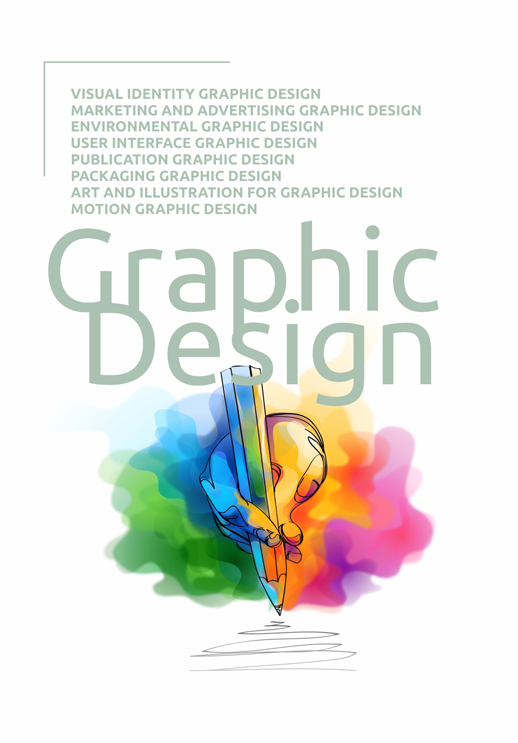 VISUAL IDENTITY GRAPHIC DESIGN
MARKETING AND ADVERTISING GRAPHIC DESIGN
ENVIRONMENTAL GRAPHIC DESIGN
USER INTERFACE GRAPHIC DESIGN
PUBLICATION GRAPHIC DESIGN
PACKAGING GRAPHIC DESIGN
ART AND ILLUSTRATION FOR GRAPHIC DESIGN
MOTION GRAPHIC DESIGN
Graphic
Design